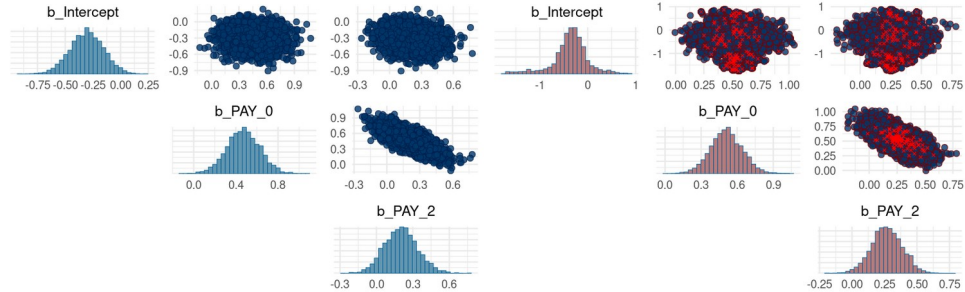 b_Intercept
0.0
-0.3
-0.6
-0.9
0.0
-0.3
-0.6
-0.9
-0.75 -0.50 -0.25 0.00 0.25
0.0 0.3 0.6 0.9
-0.3 0.0 0.3 0.6
b_PAY_0
0.9
0.6
0.3
0.0
0.0 0.4 0.8
-0.3 0.0 0.3 0.6
b_PAY_2
-0.3 0.0 0.3 0.6
b_Intercept
1
0
-1
1
0
-1
-1 0 1
0.00 0.25 0.50 0.75 1.00
0.00 0.25 0.50 0.75
b_PAY_0
1.00
0.75
0.50
0.25
0.00
0.0 0.3 0.6 0.9
0.00 0.25 0.50 0.75
b_PAY_2
-0.25 0.00 0.25 0.50 0.75